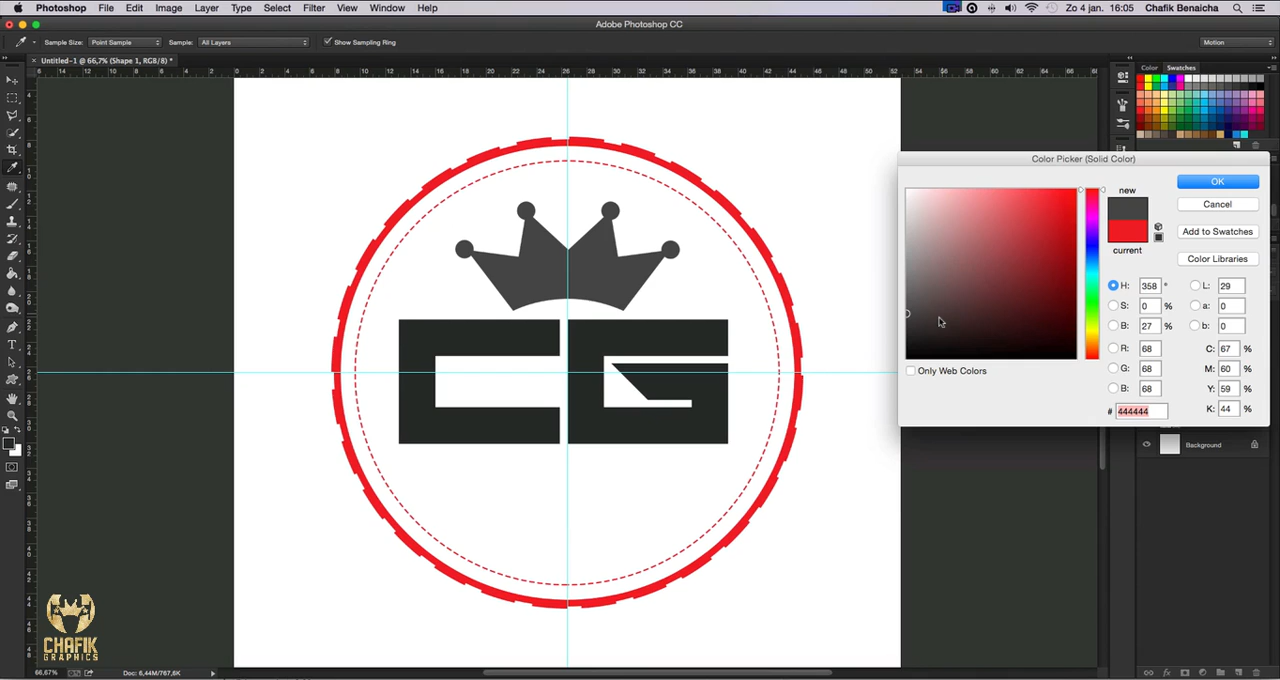 Photoshop File Edit Image Layer Type Select Filter View Window Help Zo 4 jan. 16:05 Chafik Benaicha
Adobe Photoshop CC
Sample Size: Point Sample Sample: All Layers Show Sampling Ring Motion
Untitled-1 @ 66,7% (Shape 1, RGB/8) *
Color Swatches
Color Picker (Solid Color)
new
current
OK
Cancel
Add to Swatches
Color Libraries
H: 358 ° L: 29
S: 0 % a: 0
B: 27 % b: 0
R: 68 C: 67 %
G: 68 M: 60 %
B: 68 Y: 59 %
# 444444 K: 44 %
Only Web Colors
Background
CG
CHAFIK
GRAPHICS
66,67% Doc: 6,44M/767,6K